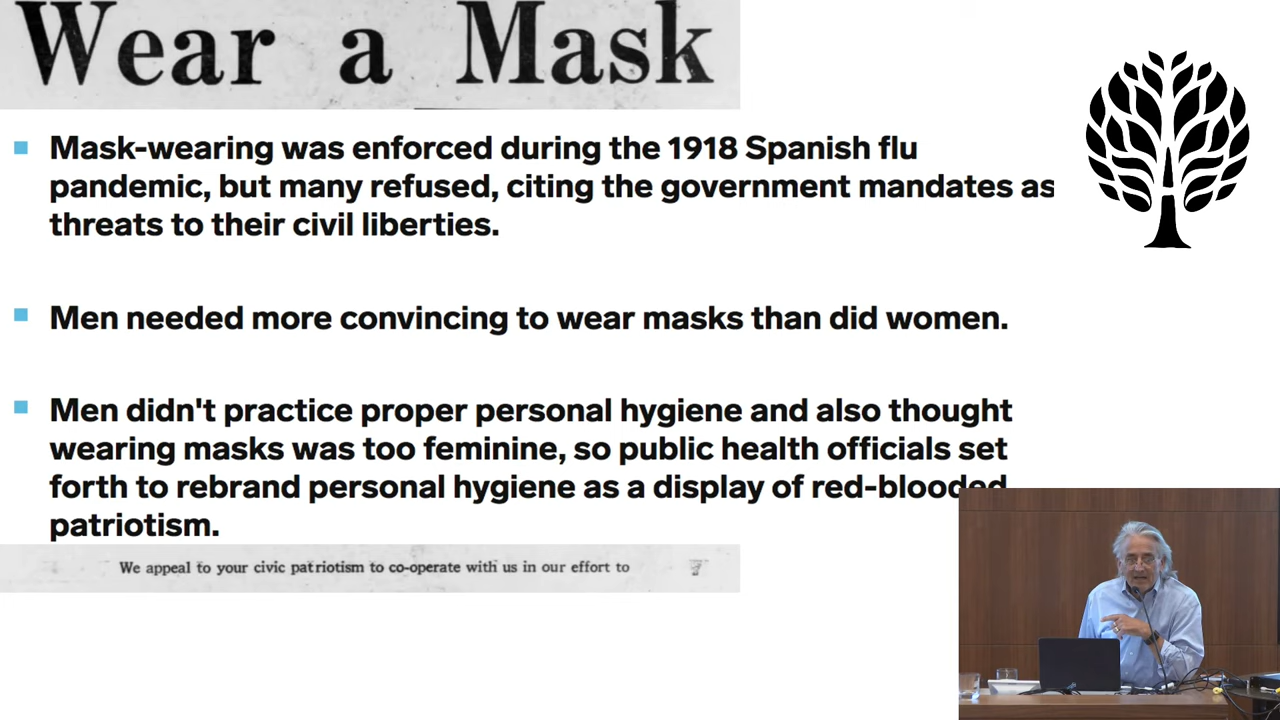 Wear a Mask
Mask-wearing was enforced during the 1918 Spanish flu
pandemic, but many refused, citing the government mandates as
threats to their civil liberties.
Men needed more convincing to wear masks than did women.
Men didn't practice proper personal hygiene and also thought
wearing masks was too feminine, so public health officials set
forth to rebrand personal hygiene as a display of red-blooded
patriotism.
We appeal to your civic patriotism to co-operate with us in our effort to